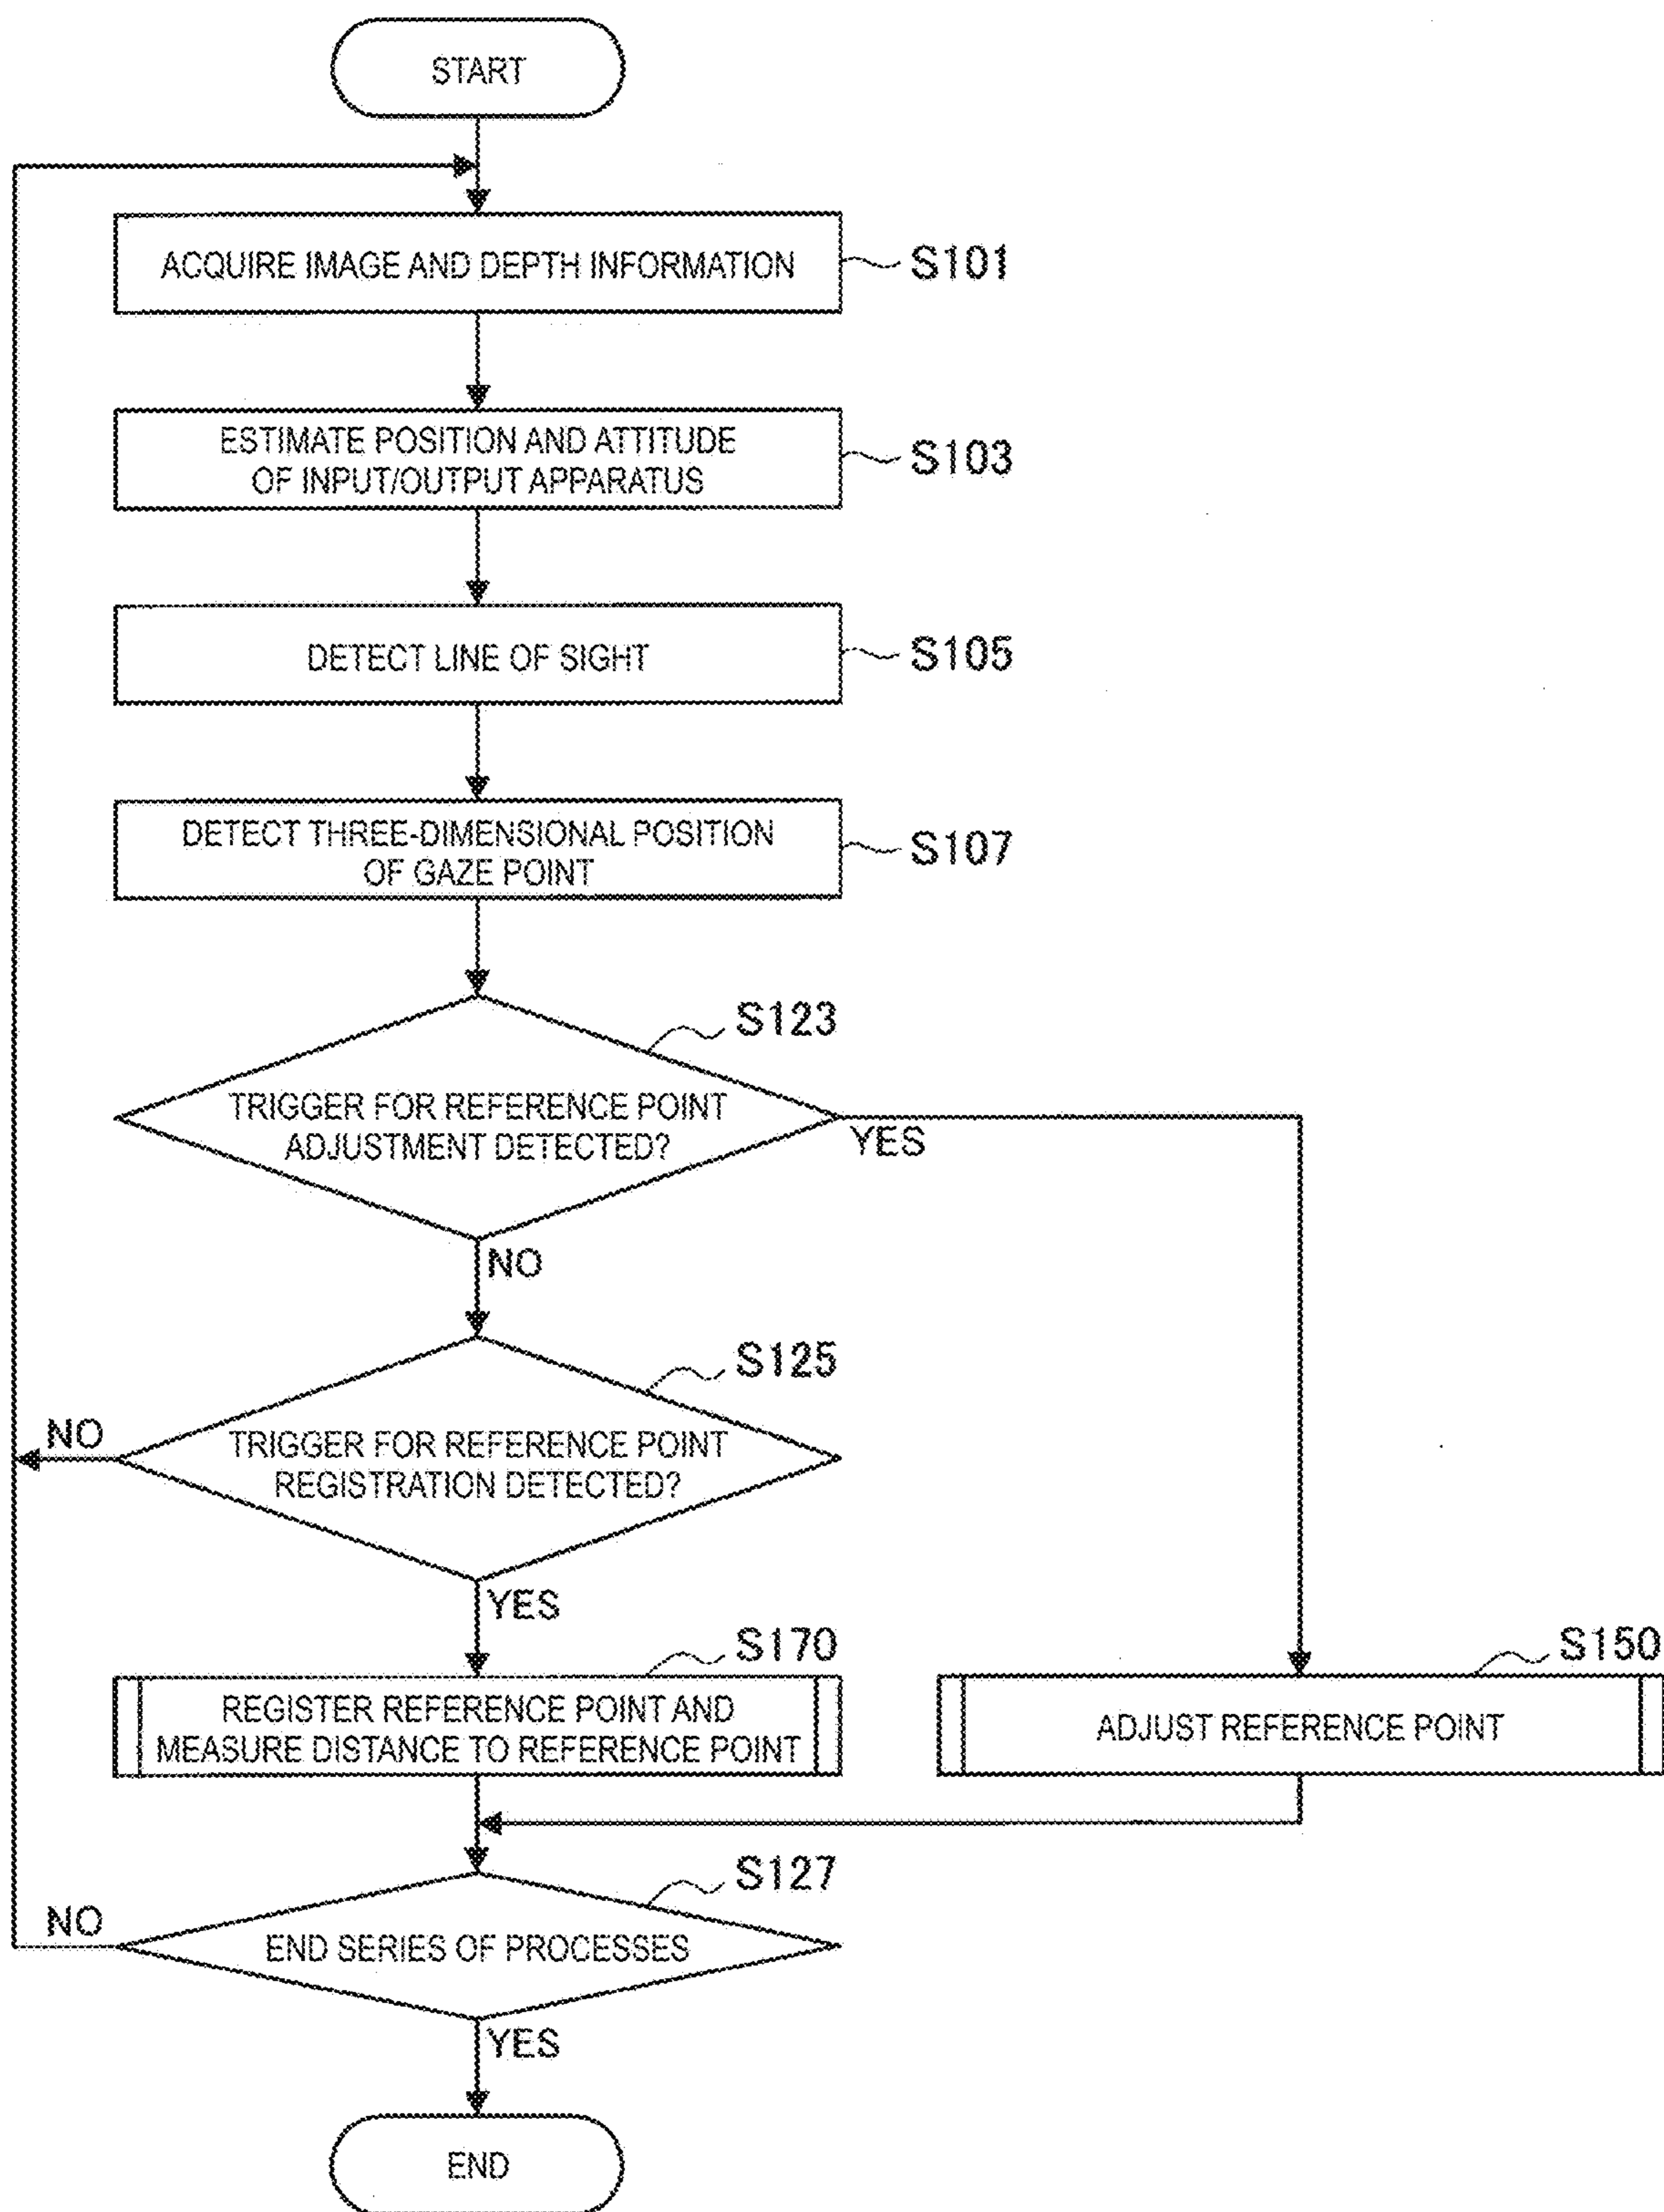 START
ACQUIRE IMAGE AND DEPTH INFORMATION
S101
ESTIMATE POSITION AND ATTITUDE
OF INPUT/OUTPUT APPARATUS
S103
DETECT LINE OF SIGHT
S105
DETECT THREE-DIMENSIONAL POSITION
OF GAZE POINT
S107
S123
TRIGGER FOR REFERENCE POINT
ADJUSTMENT DETECTED?
YES
NO
S125
NO
TRIGGER FOR REFERENCE POINT
REGISTRATION DETECTED?
YES
S170
REGISTER REFERENCE POINT AND
MEASURE DISTANCE TO REFERENCE POINT
S150
ADJUST REFERENCE POINT
S127
NO
END SERIES OF PROCESSES
YES
END